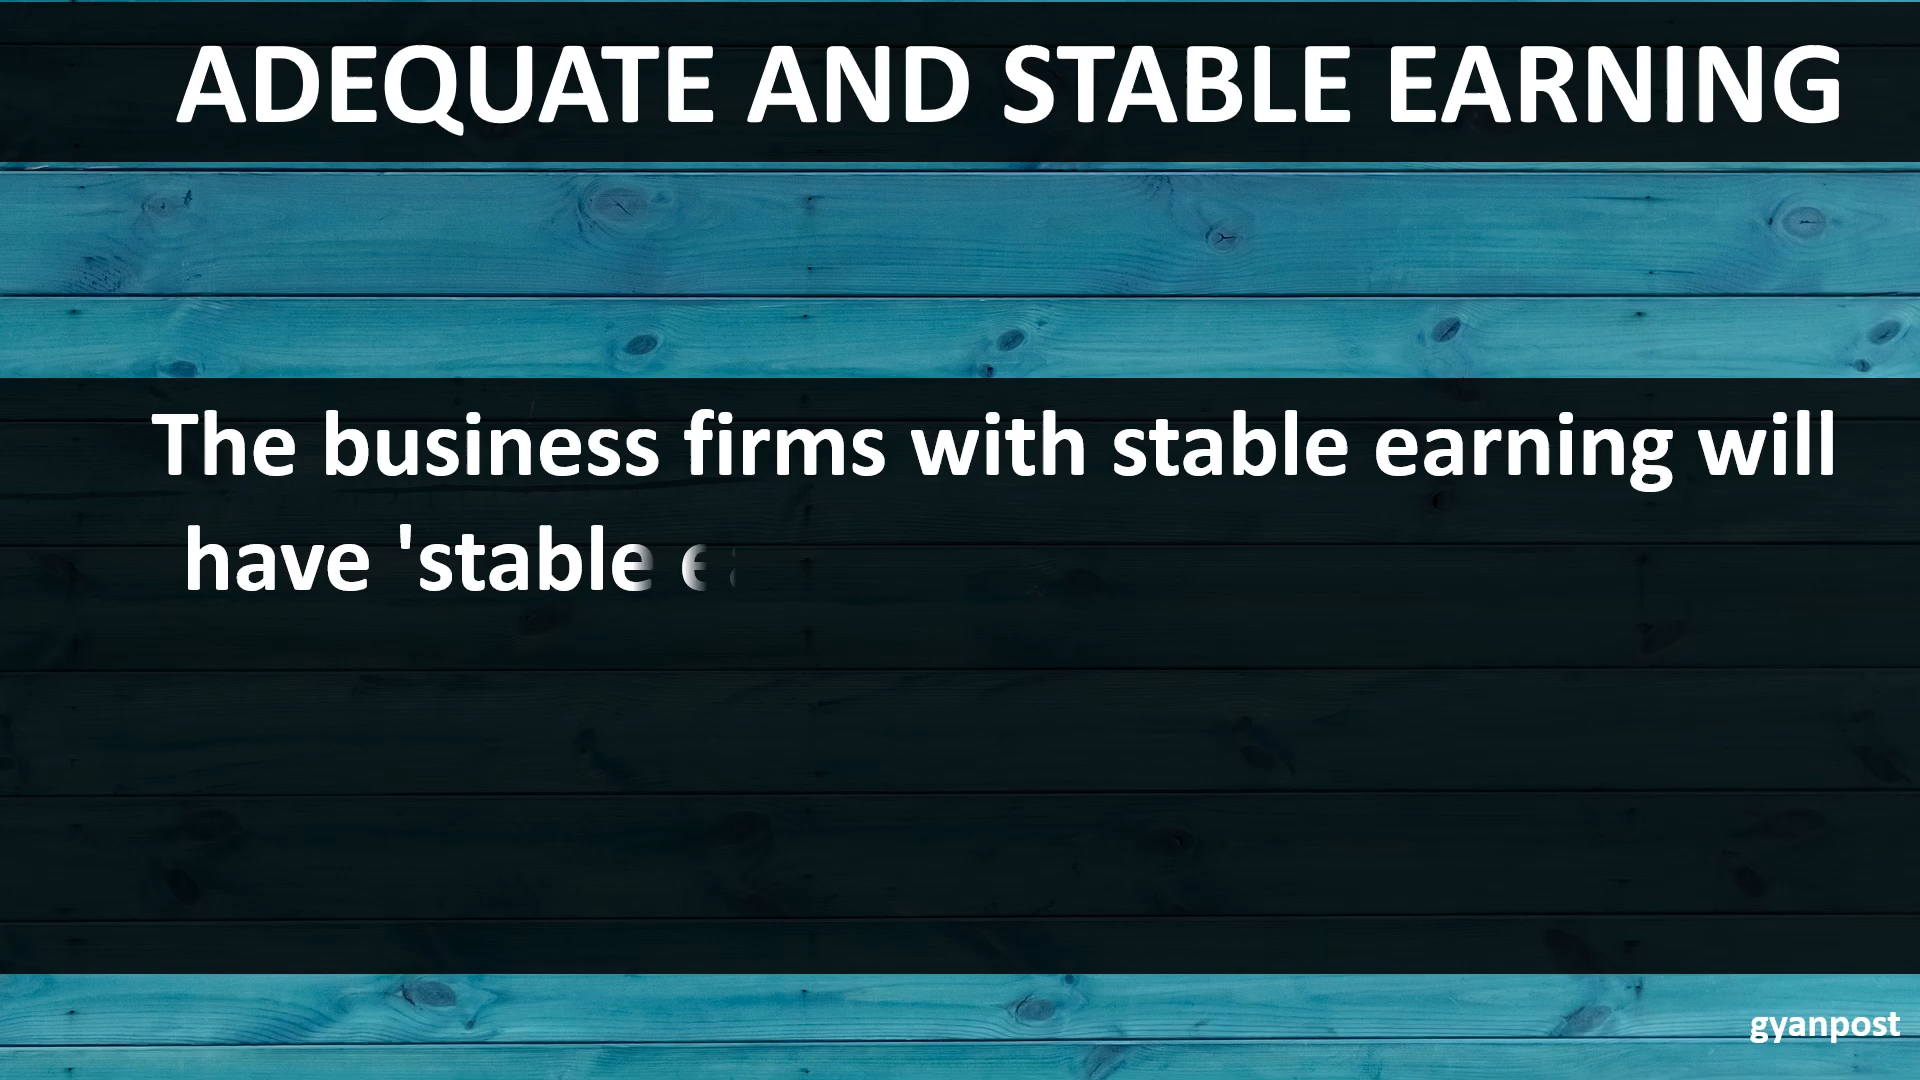 ADEQUATE AND STABLE EARNING
The business firms with stable earning will
have 'stable
gyanpost